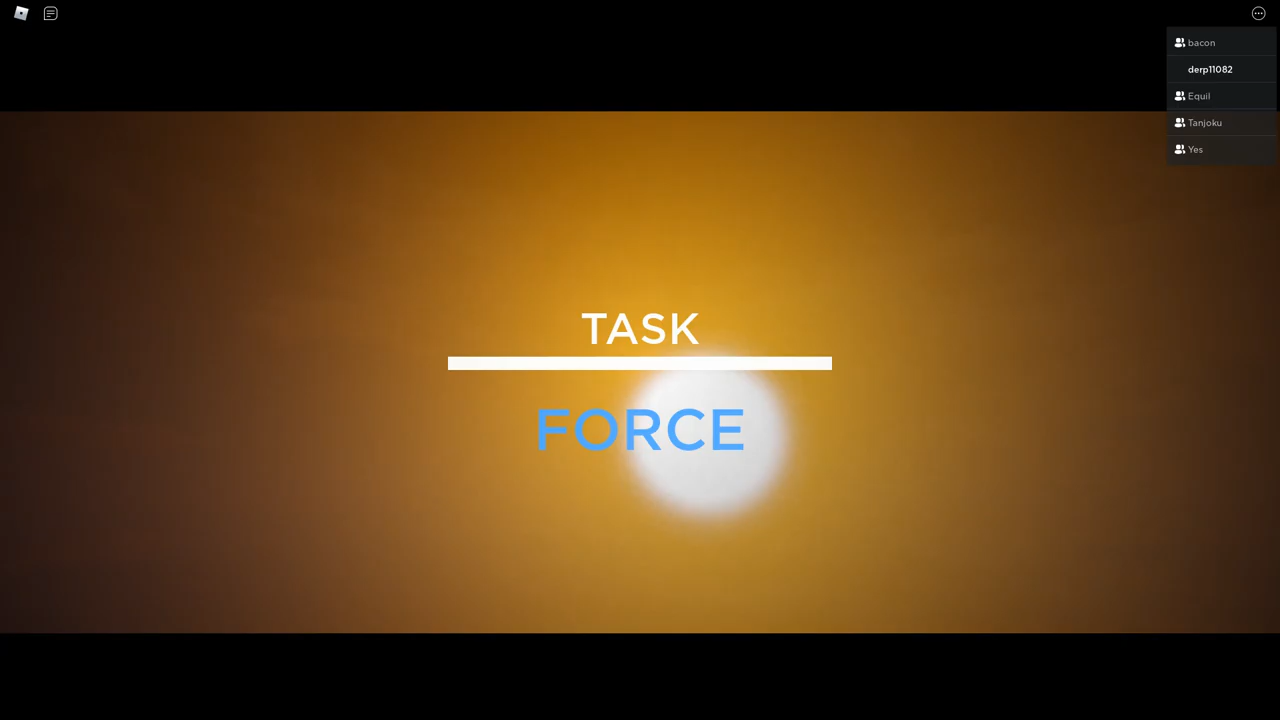 bacon
derp11082
Equil
Tanjoku
Yes
TASK
FORCE